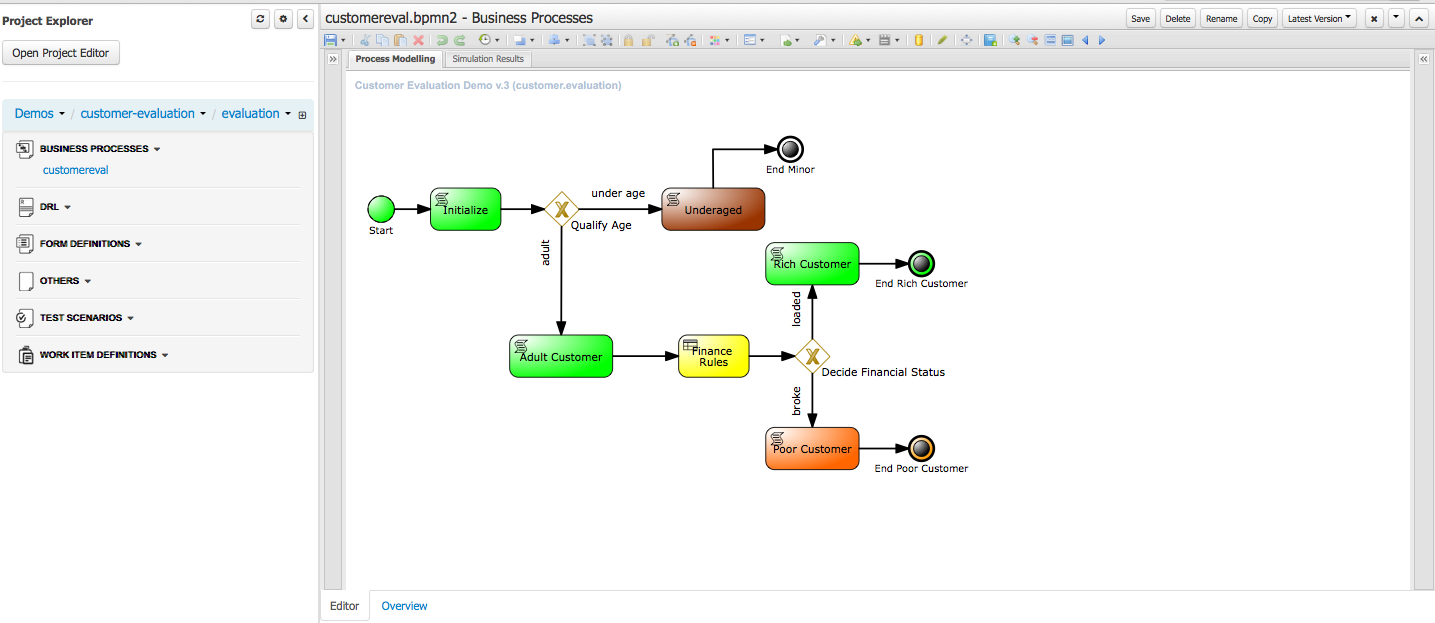 Project Explorer
Open Project Editor
Demos / customer-evaluation / evaluation
BUSINESS PROCESSES
customereval
DRL
FORM DEFINITIONS
OTHERS
TEST SCENARIOS
WORK ITEM DEFINITIONS
customereval.bpmn2 - Business Processes
Save Delete Rename Copy Latest Version
Process Modelling Simulation Results
Customer Evaluation Demo v.3 (customer.evaluation)
End Minor
under age
Start
Initialize
Qualify Age
Underaged
adult
Rich Customer
End Rich Customer
loaded
Adult Customer
Finance
Rules
Decide Financial Status
broke
Poor Customer
End Poor Customer
Editor Overview